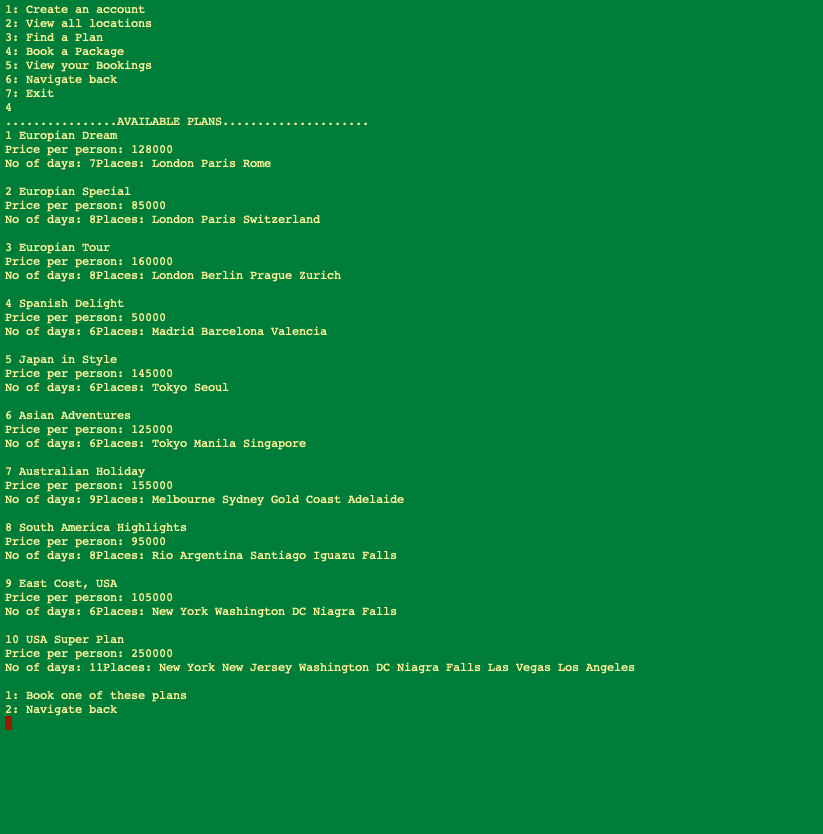 1: Create an account
2: View all locations
3: Find a Plan
4: Book a Package
5: View your Bookings
6: Navigate back
7: Exit
4
................AVAILABLE PLANS.....................
1 Europian Dream
Price per person: 128000
No of days: 7Places: London Paris Rome
2 Europian Special
Price per person: 85000
No of days: 8Places: London Paris Switzerland
3 Europian Tour
Price per person: 160000
No of days: 8Places: London Berlin Prague Zurich
4 Spanish Delight
Price per person: 50000
No of days: 6Places: Madrid Barcelona Valencia
5 Japan in Style
Price per person: 145000
No of days: 6Places: Tokyo Seoul
6 Asian Adventures
Price per person: 125000
No of days: 6Places: Tokyo Manila Singapore
7 Australian Holiday
Price per person: 155000
No of days: 9Places: Melbourne Sydney Gold Coast Adelaide
8 South America Highlights
Price per person: 95000
No of days: 8Places: Rio Argentina Santiago Iguazu Falls
9 East Cost, USA
Price per person: 105000
No of days: 6Places: New York Washington DC Niagra Falls
10 USA Super Plan
Price per person: 250000
No of days: 11Places: New York New Jersey Washington DC Niagra Falls Las Vegas Los Angeles
1: Book one of these plans
2: Navigate back